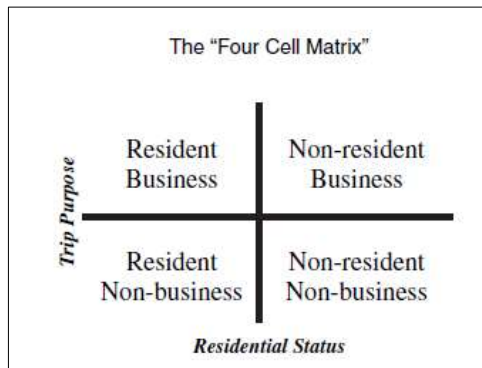 The “Four Cell Matrix”
Resident
Business
Non-resident
Business
Trip Purpose
Resident
Non-business
Non-resident
Non-business
Residential Status